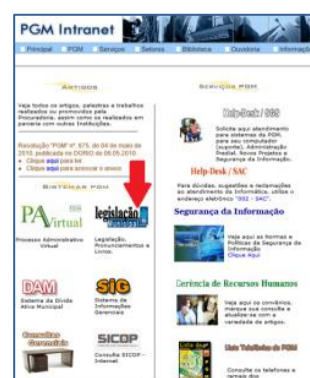 PGM Intranet
Principal PGM Serviços Setores Biblioteca Ouvidoria Informaçõ
ARTIGOS
Veja todos os artigos, palestras e trabalhos
realizados ou promovidos pela
Procuradoria, assim como os realizados em
parceria com outras Instituições.
Resolução "PGM" nº. 675, de 04 de maio de
2010, publicada no DORIO de 06.05.2010.
Clique aqui para ler
Clique aqui para acessar o anexo
SISTEMAS PGM
PA Virtual
Processo Administrativo
Virtual
legislação
Legislação,
Pronunciamentos e
Livros.
DAM
Sistema da Dívida
Ativa Municipal
SIG
Sistema de
Informações
Gerenciais
Consultas
Gerenciais
SICOP
Consulta SICOP -
Internet
SERVIÇOS PGM
Help-Desk / SGS
Solicite aqui atendimento
para sistemas da PGM,
para seu computador
(suporte), Administração
Predial, Novos Projetos e
Segurança da Informação.
Help-Desk / SAC
Para dúvidas, sugestões e reclamações
ao atendimento da Informática, utilize o
endereço eletrônico "002 - SAC".
Segurança da Informação
Veja aqui as Normas e
Políticas da Segurança da
Informação
Clique Aqui
Gerência de Recursos Humanos
Veja aqui os convênios,
marque sua consulta e
atualize-se com a
variedade de artigos.
Lista Telefônica da PGM
Consulte os telefones e
ramais dos